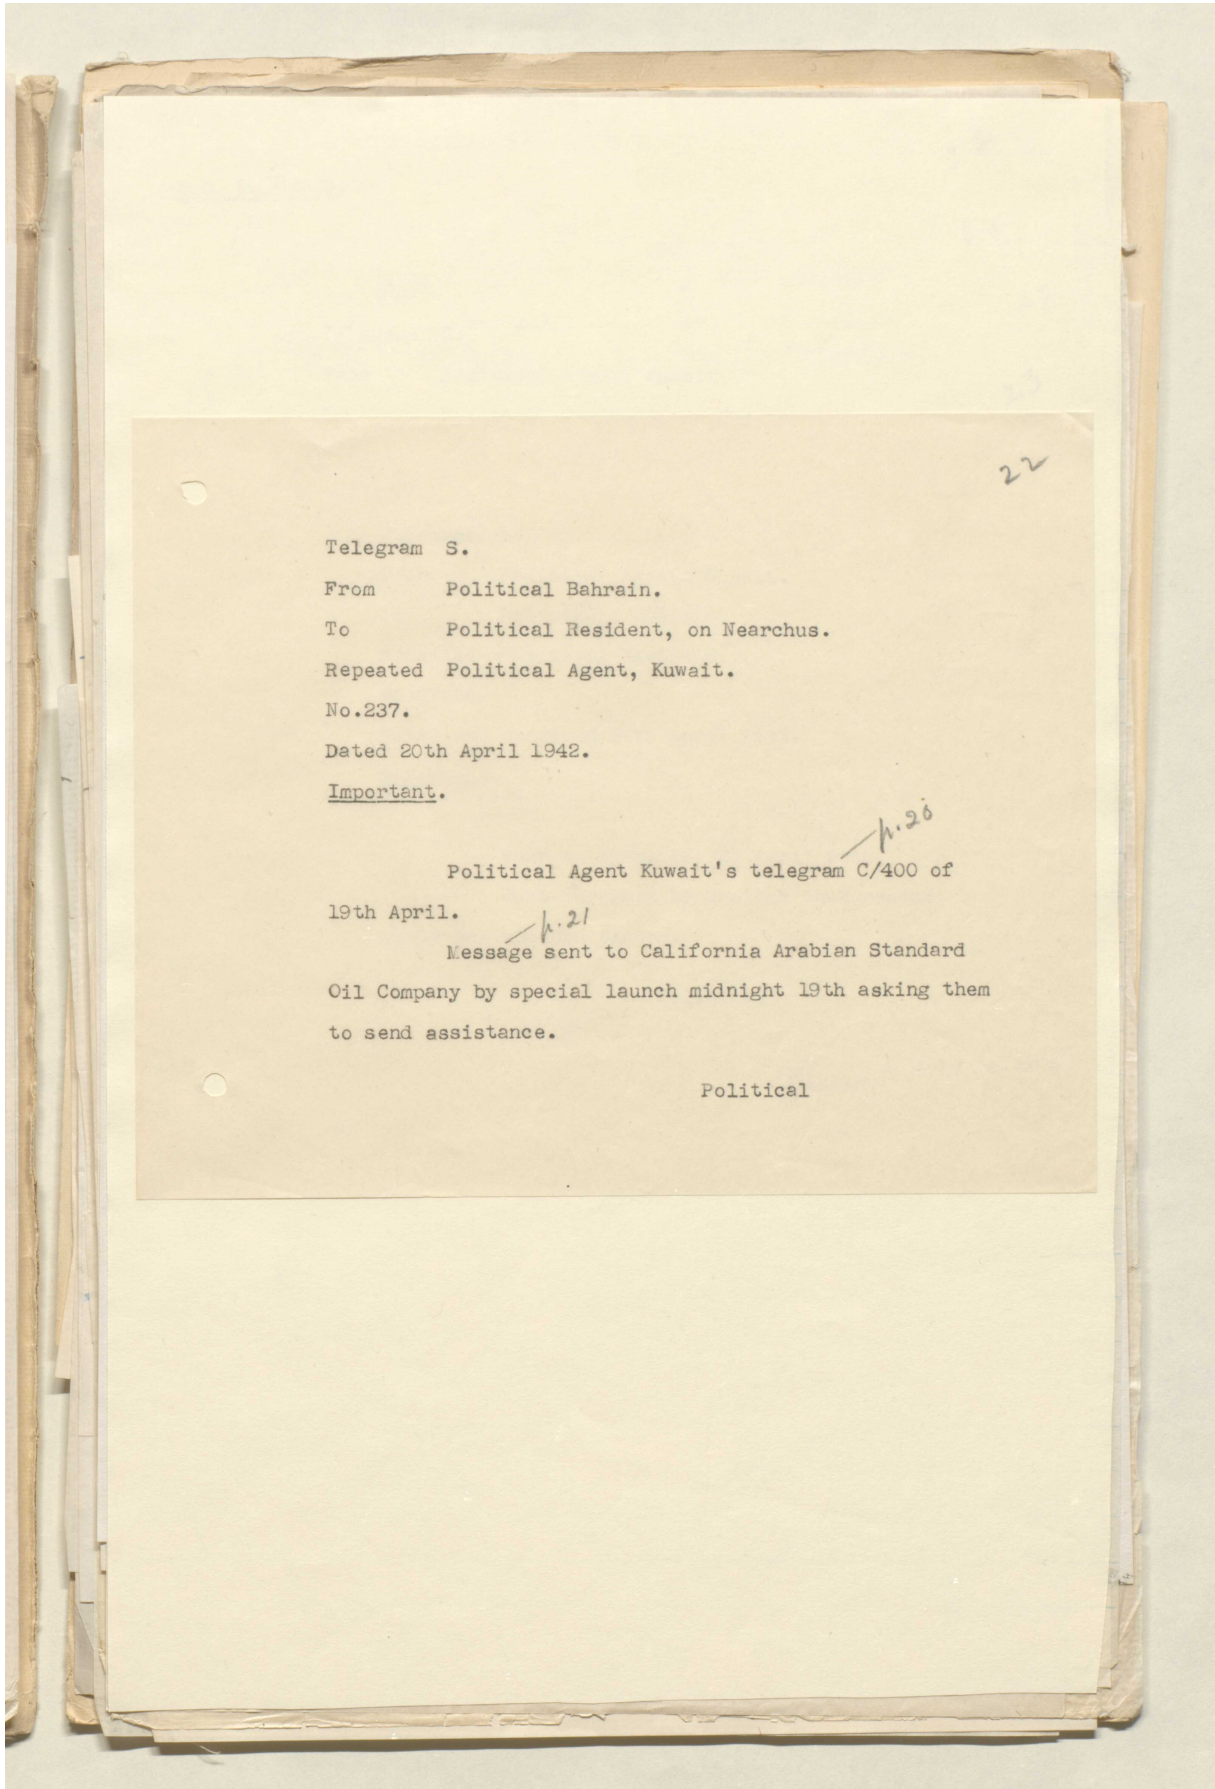 22
Telegram S.
From Political Bahrain.
To Political Resident, on Nearchus.
Repeated Political Agent, Kuwait.
No.237.
Dated 20th April 1942.
Important.
p.20
Political Agent Kuwait's telegram C/400 of
19th April.
p.21
Message sent to California Arabian Standard
Oil Company by special launch midnight 19th asking them
to send assistance.
Political